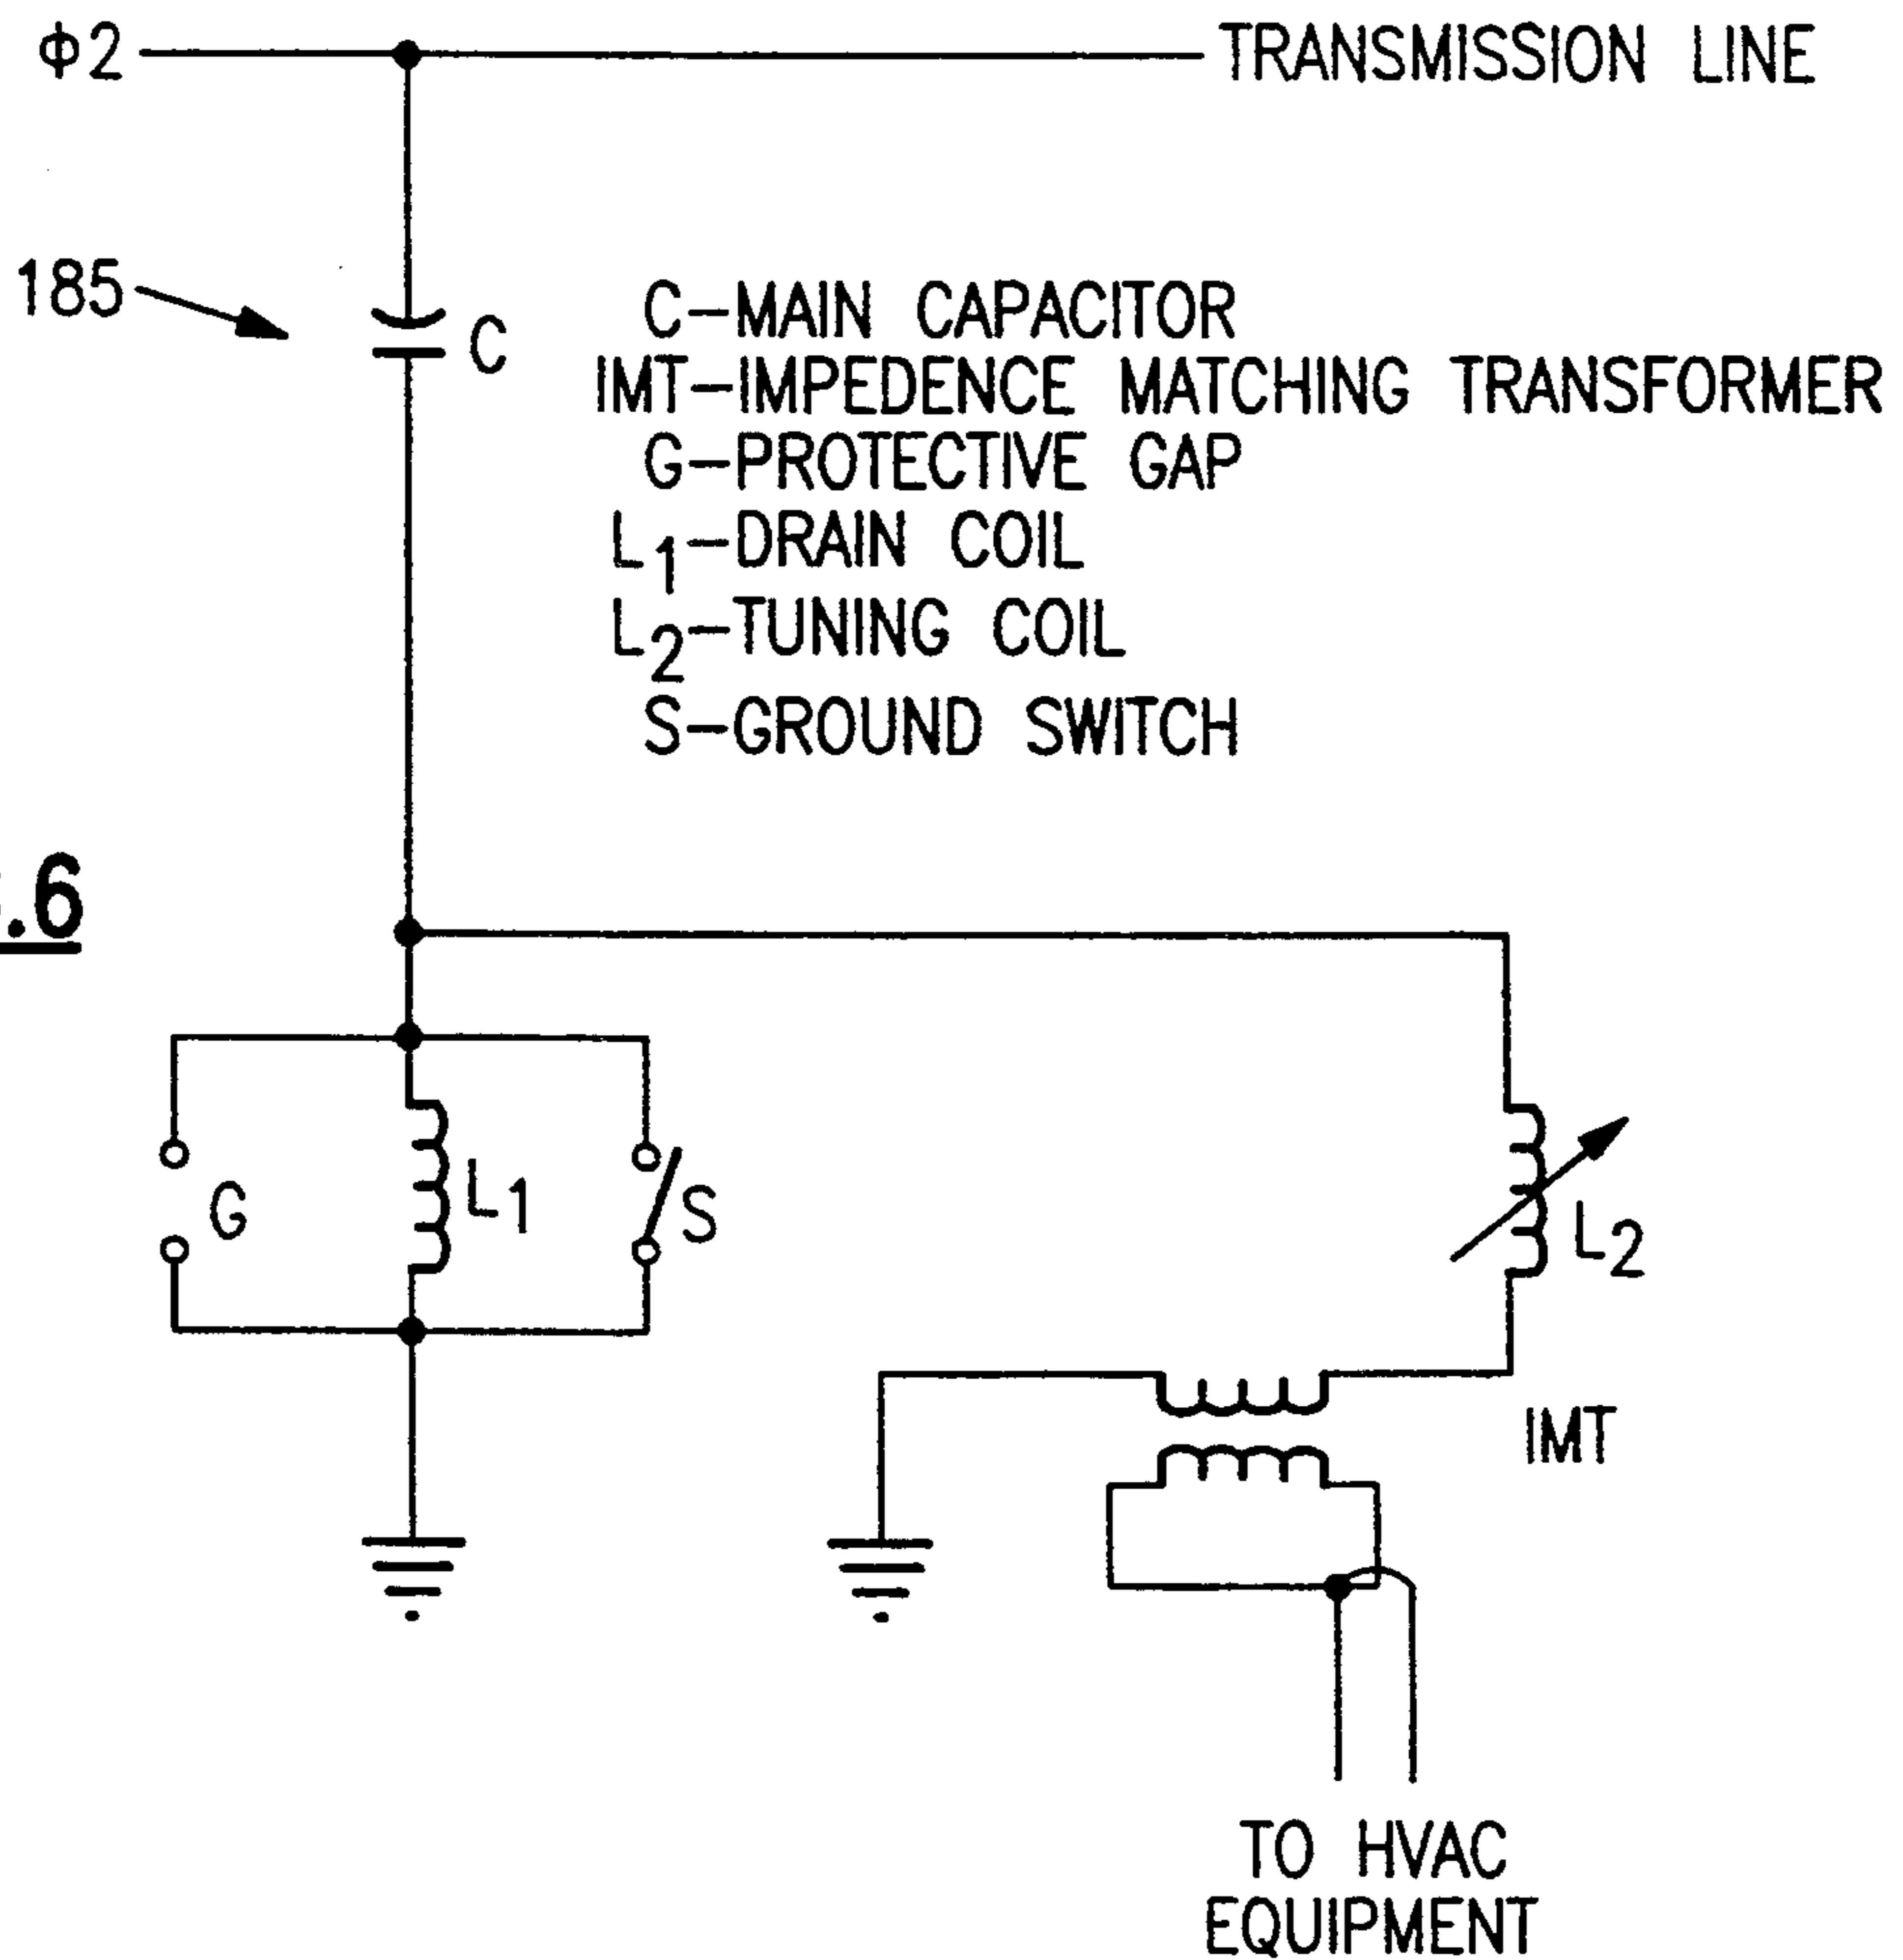 Φ2
TRANSMISSION LINE
185
C
C–MAIN CAPACITOR
IMT–IMPEDENCE MATCHING TRANSFORMER
G–PROTECTIVE GAP
L1–DRAIN COIL
L2–TUNING COIL
S–GROUND SWITCH
.6
G
L1
S
L2
IMT
TO HVAC
EQUIPMENT